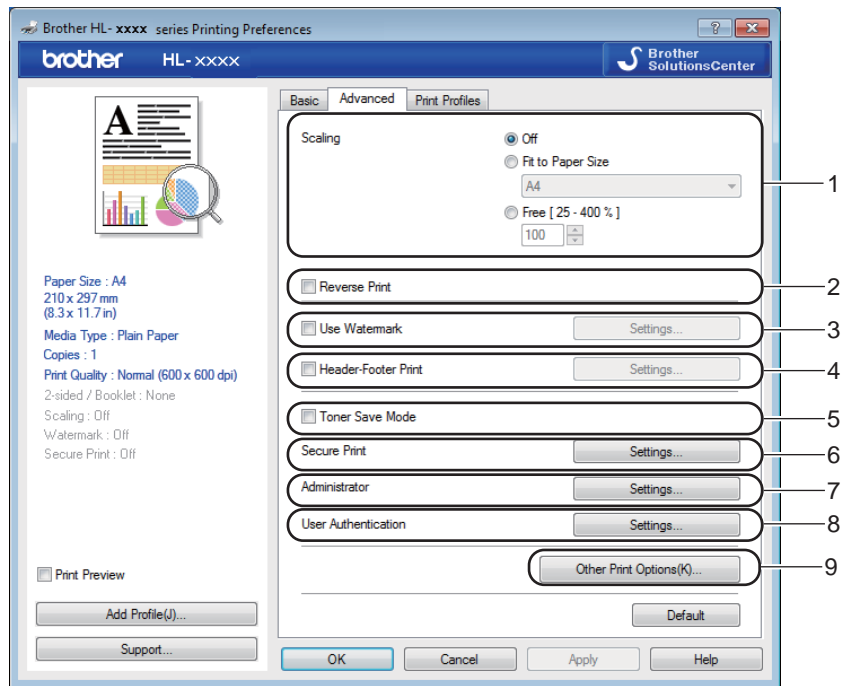 Brother HL- xxxx series Printing Preferences
brother HL-xxxx
Brother
SolutionsCenter
A
Paper Size : A4
210 x 297 mm
(8.3 x 11.7 in)
Media Type : Plain Paper
Copies : 1
Print Quality : Normal (600 x 600 dpi)
2-sided / Booklet : None
Scaling : Off
Watermark : Off
Secure Print : Off
Print Preview
Add Profile(J)...
Support...
Basic Advanced Print Profiles
Scaling Off
Fit to Paper Size
A4
Free [ 25 - 400 % ]
100
1
Reverse Print 2
Use Watermark Settings... 3
Header-Footer Print Settings... 4
Toner Save Mode 5
Secure Print Settings... 6
Administrator Settings... 7
User Authentication Settings... 8
Other Print Options(K)... 9
Default
OK Cancel Apply Help